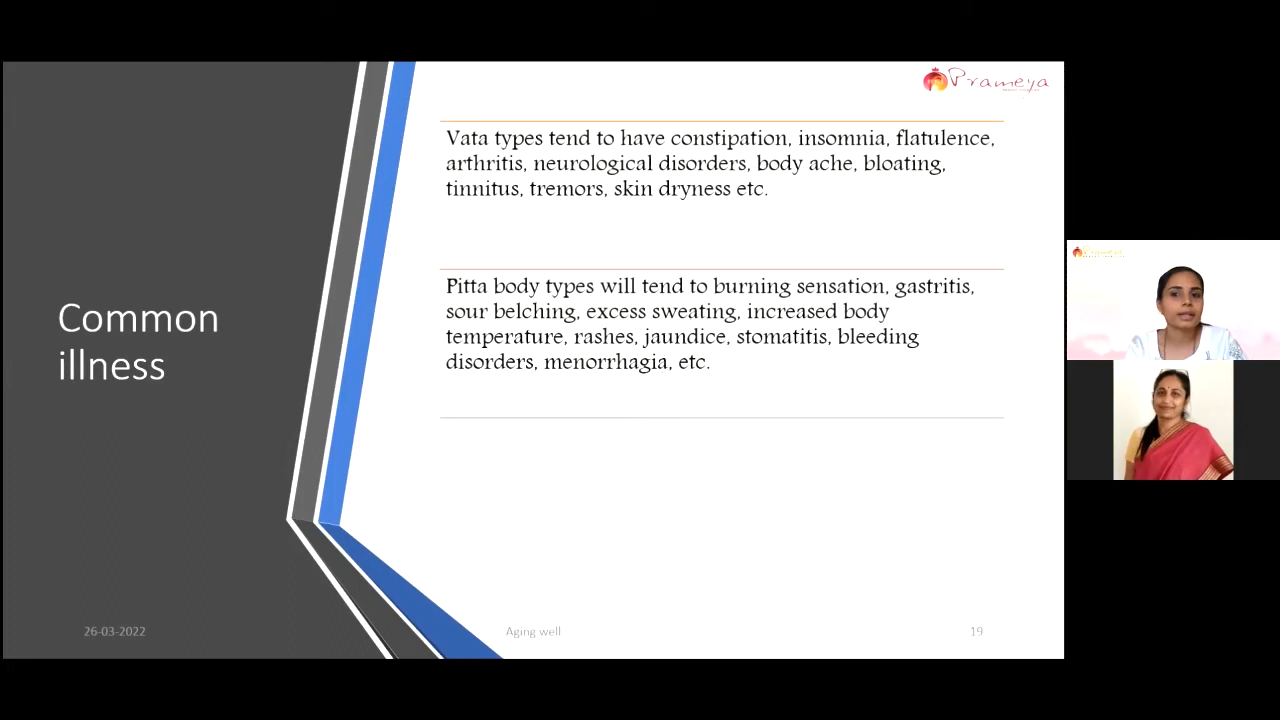 Prameya
Vata types tend to have constipation, insomnia, flatulence,
arthritis, neurological disorders, body ache, bloating,
tinnitus, tremors, skin dryness etc.
Pitta body types will tend to burning sensation, gastritis,
sour belching, excess sweating, increased body
temperature, rashes, jaundice, stomatitis, bleeding
disorders, menorrhagia, etc.
Common
illness
26-03-2022
Aging well
19
Prameya